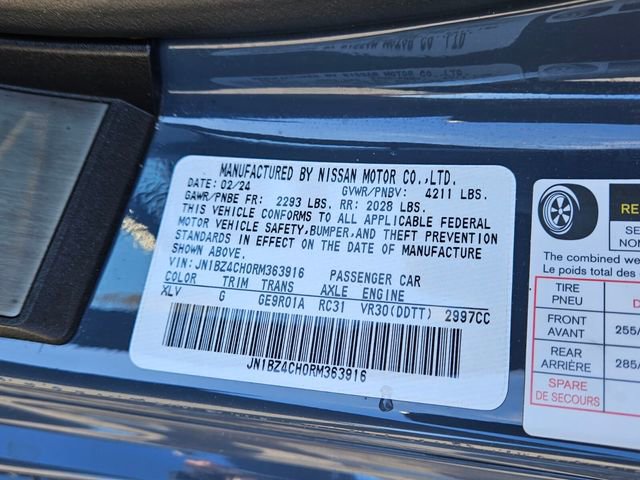 MANUFACTURED BY NISSAN MOTOR CO.,LTD.
DATE: 02/24 GVWR/PNBV: 4211 LBS.
GAWR/PNBE FR: 2293 LBS. RR: 2028 LBS.
THIS VEHICLE CONFORMS TO ALL APPLICABLE FEDERAL
MOTOR VEHICLE SAFETY,BUMPER,AND THEFT PREVENTION
STANDARDS IN EFFECT ON THE DATE OF MANUFACTURE
SHOWN ABOVE.
VIN: JN1BZ4CH0RM363916 PASSENGER CAR
COLOR TRIM TRANS AXLE ENGINE
XLV G GE9R01A RC31 VR30(DDTT) 2997CC
JN1BZ4CH0RM363916
The combined we
Le poids total des
TIRE
PNEU
FRONT
AVANT
255/
REAR
ARRIÈRE
285/
SPARE
DE SECOURS